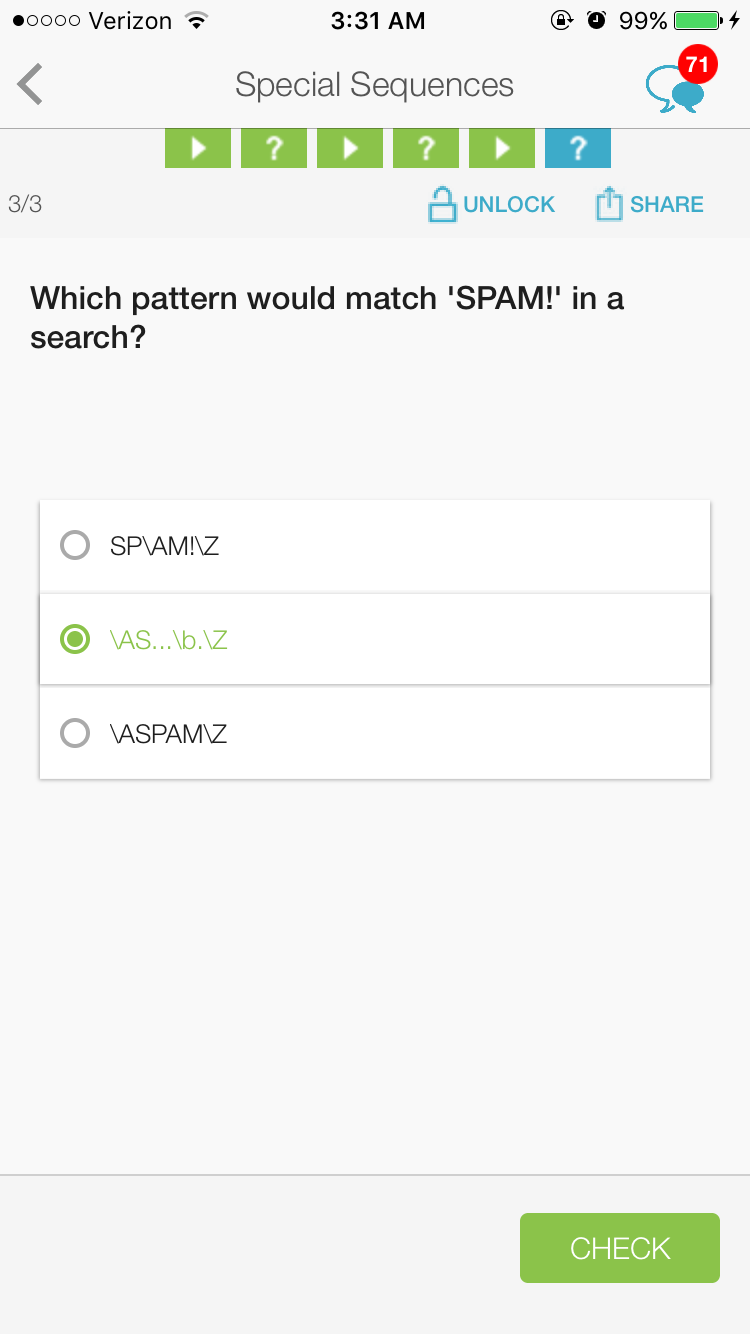 Verizon 3:31 AM 99%
Special Sequences 71
? ? ?
3/3 UNLOCK SHARE
Which pattern would match 'SPAM!' in a
search?
SP\AM!\Z
\AS...\b.\Z
\ASPAM\Z
CHECK